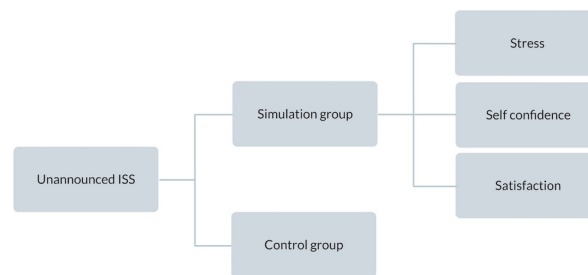 Stress
Simulation group
Self confidence
Unannounced ISS
Satisfaction
Control group